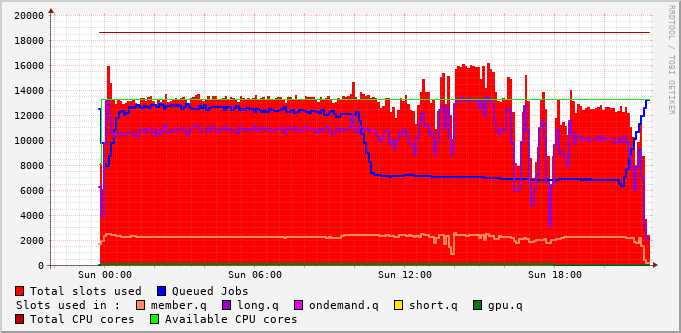 20000
18000
16000
14000
12000
10000
8000
6000
4000
2000
0
Sun 00:00 Sun 06:00 Sun 12:00 Sun 18:00
RRDTOOL / TOBI OETIKER
Total slots used Queued Jobs
Slots used in : member.q long.q ondemand.q short.q gpu.q
Total CPU cores Available CPU cores